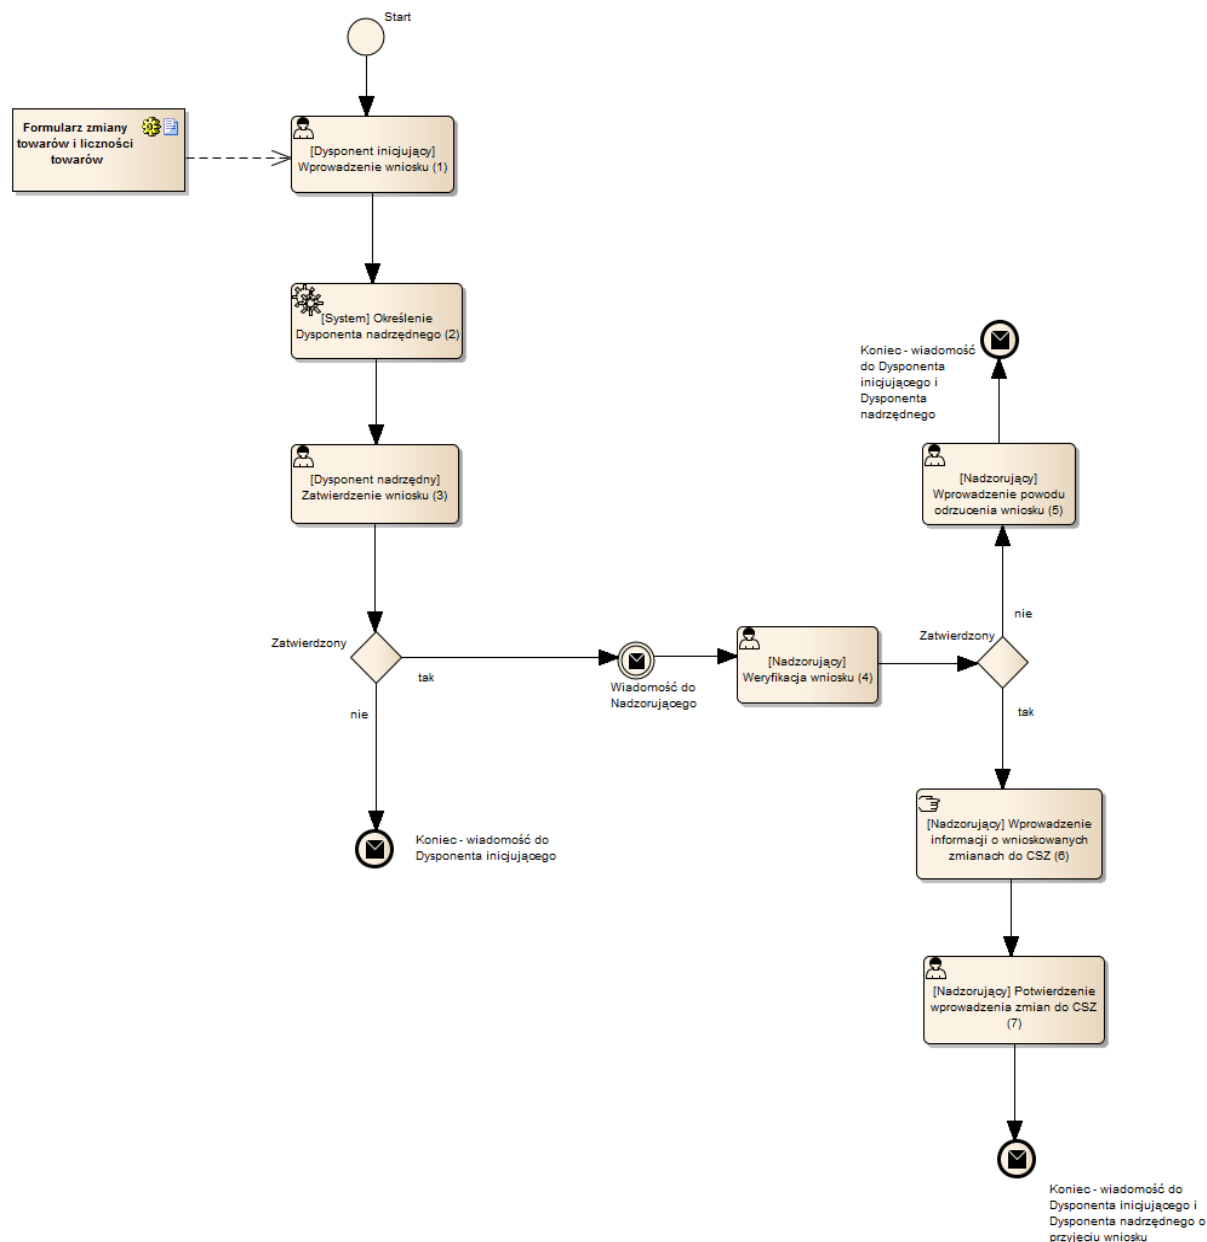 Start
Formularz zmiany
towarów i liczności
towarów
[Dysponent inicjujący]
Wprowadzenie wniosku (1)
[System] Określenie
Dysponenta nadrzędnego (2)
[Dysponent nadrzędny]
Zatwierdzenie wniosku (3)
Zatwierdzony
tak
nie
Koniec - wiadomość do
Dysponenta inicjującego
Wiadomość do
Nadzorującego
[Nadzorujący]
Weryfikacja wniosku (4)
Zatwierdzony
nie
tak
[Nadzorujący]
Wprowadzenie powodu
odrzucenia wniosku (5)
Koniec - wiadomość
do Dysponenta
inicjującego i
Dysponenta
nadrzędnego
[Nadzorujący] Wprowadzenie
informacji o wnioskowanych
zmianach do CSZ (6)
[Nadzorujący] Potwierdzenie
wprowadzenia zmian do CSZ
(7)
Koniec - wiadomość do
Dysponenta inicjującego i
Dysponenta nadrzędnego o
przyjęciu wniosku